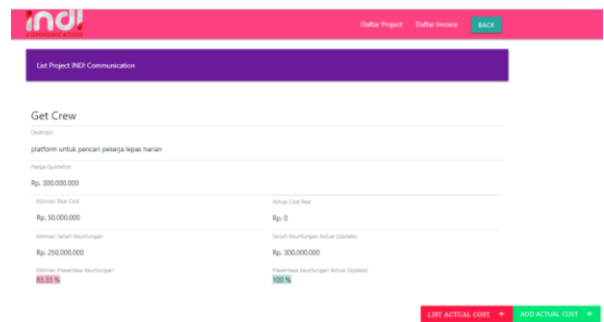 INDI
COMMUNICATION
Daftar Project Daftar Invoice BACK
List Project INDI Communication
Get Crew
Deskripsi
platform untuk pencari pekerja lepas harian
Harga Quotation
Rp. 300,000,000
Estimasi Real Cost Actual Cost Real
Rp. 50,000,000 Rp. 0
Estimasi Selisih Keuntungan Selisih Keuntungan Actual (Update)
Rp. 250,000,000 Rp. 300,000,000
Estimasi Presentase Keuntungan Presentase Keuntungan Actual (Update)
83.33 % 100 %
LIST ACTUAL COST + ADD ACTUAL COST +